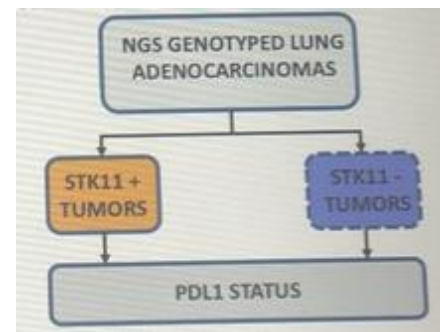 NGS GENOTYPED LUNG
ADENOCARCINOMAS
STK11 +
TUMORS
STK11 -
TUMORS
PDL1 STATUS